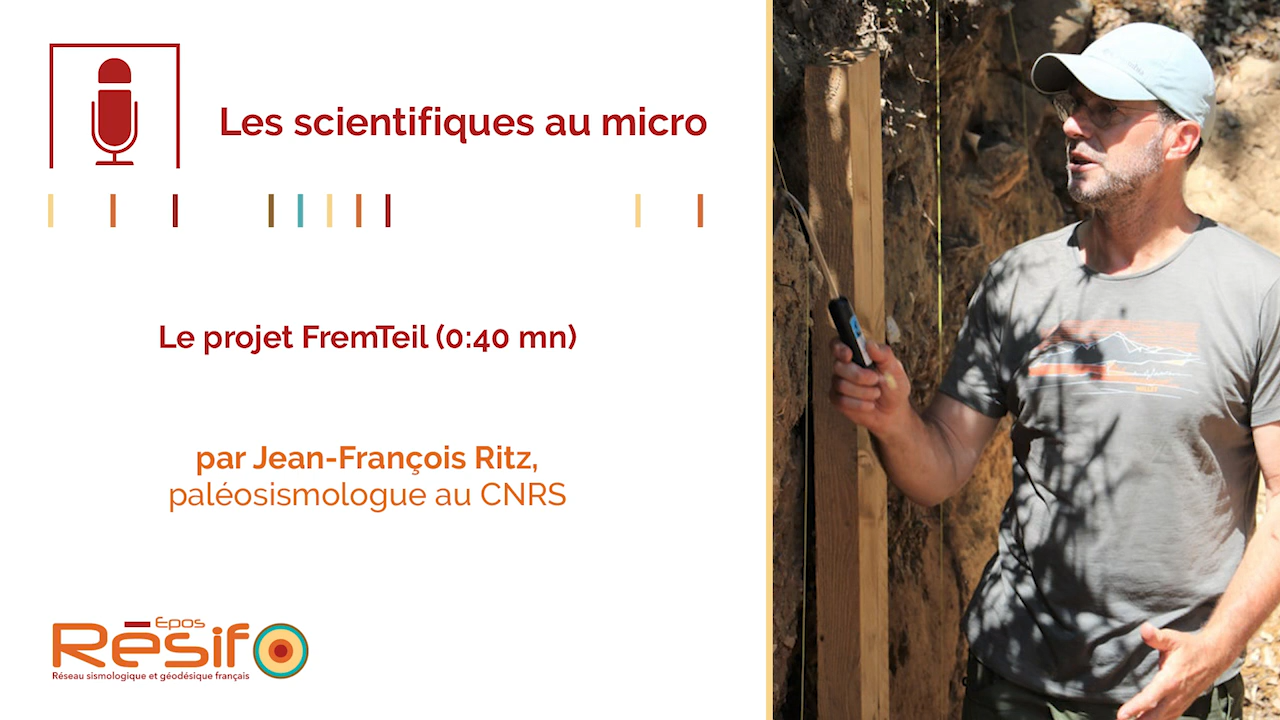 Les scientifiques au micro
Le projet FremTeil (0:40 mn)
par Jean-François Ritz,
paléosismologue au CNRS
Epos
Résif
Réseau sismologique et géodésique français